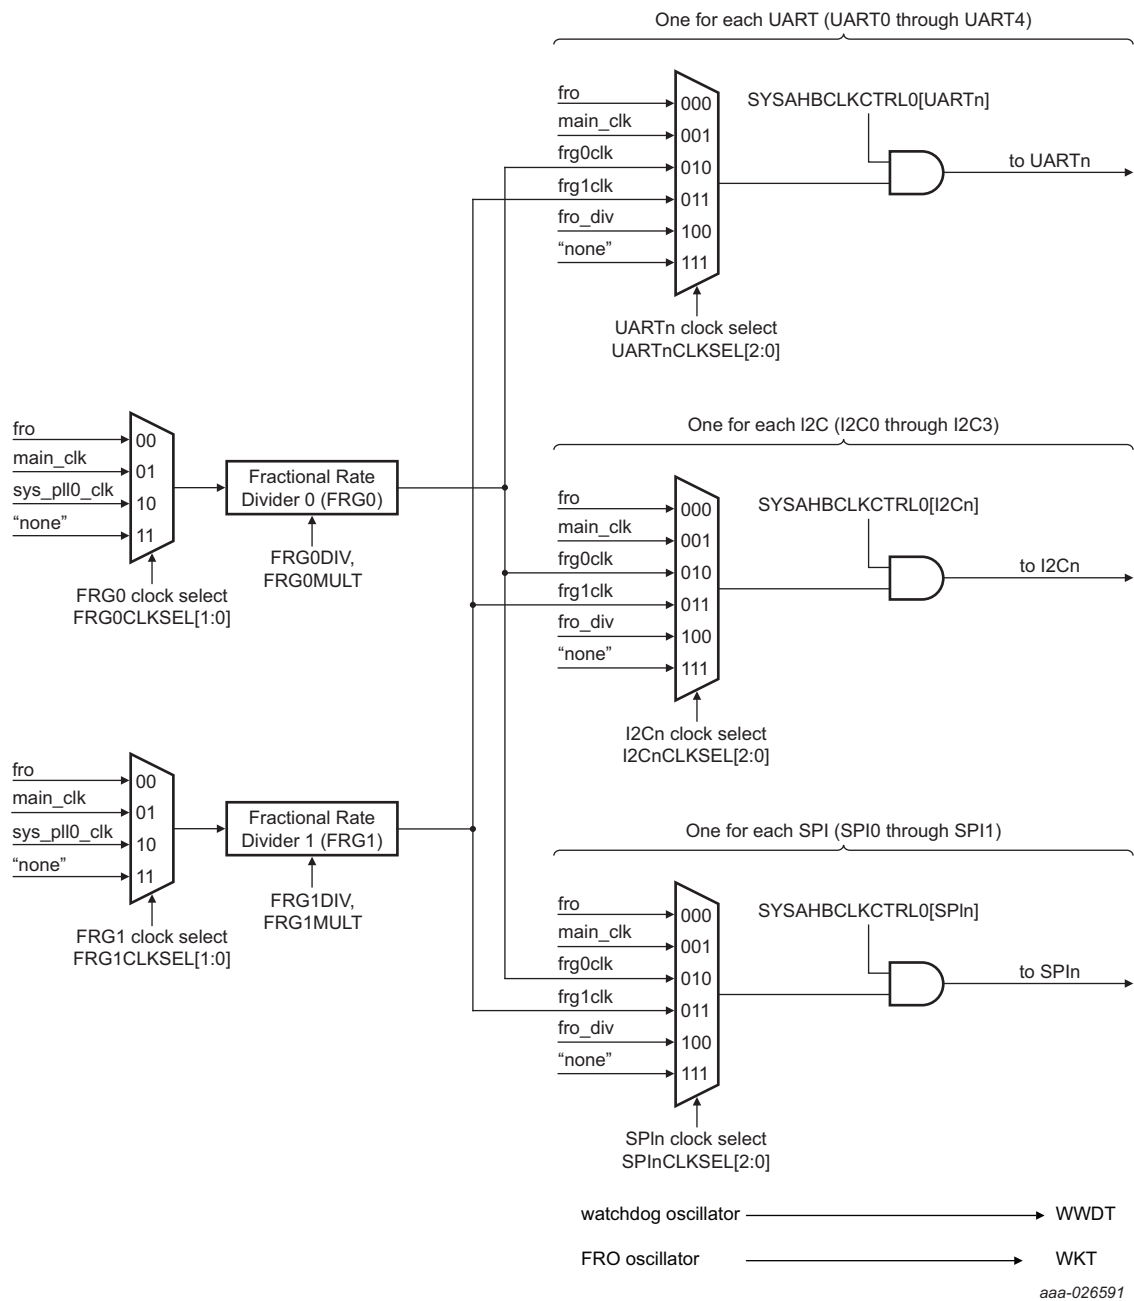 One for each UART (UART0 through UART4)
fro
000
SYSAHBCLKCTRL0[UARTn]
main_clk
001
frg0clk
010
to UARTn
frg1clk
011
fro_div
100
“none”
111
UARTn clock select
UARTnCLKSEL[2:0]
fro
00
main_clk
01
sys_pll0_clk
10
“none”
11
FRG0 clock select
FRG0CLKSEL[1:0]
Fractional Rate
Divider 0 (FRG0)
FRG0DIV,
FRG0MULT
One for each I2C (I2C0 through I2C3)
fro
000
SYSAHBCLKCTRL0[I2Cn]
main_clk
001
frg0clk
010
to I2Cn
frg1clk
011
fro_div
100
“none”
111
I2Cn clock select
I2CnCLKSEL[2:0]
fro
00
main_clk
01
sys_pll0_clk
10
“none”
11
FRG1 clock select
FRG1CLKSEL[1:0]
Fractional Rate
Divider 1 (FRG1)
FRG1DIV,
FRG1MULT
One for each SPI (SPI0 through SPI1)
fro
000
SYSAHBCLKCTRL0[SPIn]
main_clk
001
frg0clk
010
to SPIn
frg1clk
011
fro_div
100
“none”
111
SPIn clock select
SPInCLKSEL[2:0]
watchdog oscillator
WWDT
FRO oscillator
WKT
aaa-026591